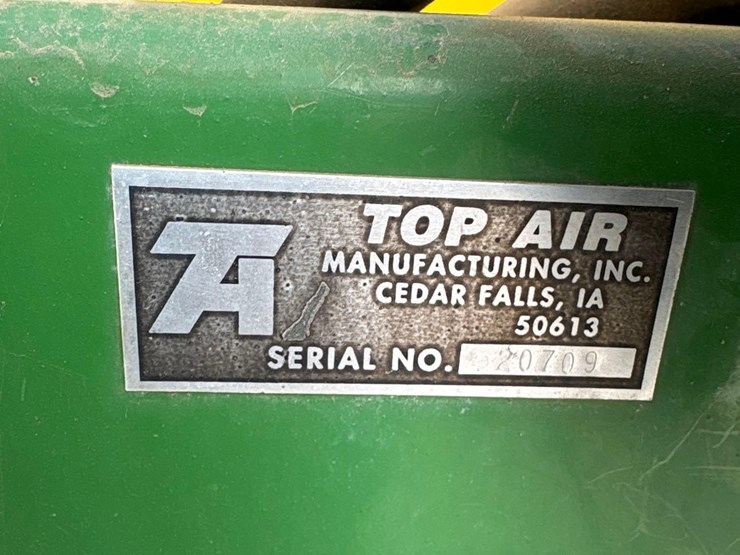 TA
TOP AIR
MANUFACTURING, INC.
CEDAR FALLS, IA
50613
SERIAL NO. 20709